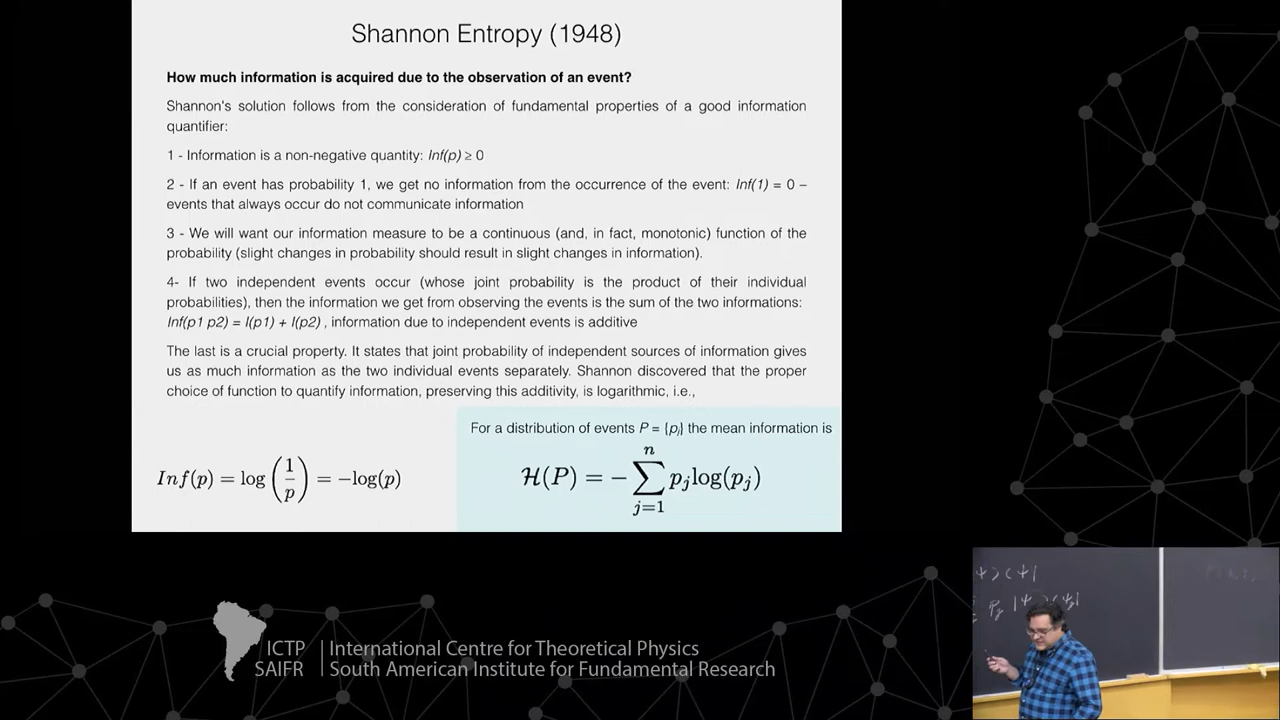 Shannon Entropy (1948)
How much information is acquired due to the observation of an event?
Shannon's solution follows from the consideration of fundamental properties of a good information
quantifier:
1 - Information is a non-negative quantity: Inf(p) ≥ 0
2 - If an event has probability 1, we get no information from the occurrence of the event: Inf(1) = 0 –
events that always occur do not communicate information
3 - We will want our information measure to be a continuous (and, in fact, monotonic) function of the
probability (slight changes in probability should result in slight changes in information).
4- If two independent events occur (whose joint probability is the product of their individual
probabilities), then the information we get from observing the events is the sum of the two informations:
Inf(p1 p2) = I(p1) + I(p2) , information due to independent events is additive
The last is a crucial property. It states that joint probability of independent sources of information gives
us as much information as the two individual events separately. Shannon discovered that the proper
choice of function to quantify information, preserving this additivity, is logarithmic, i.e.,
Inf(p) = log(1/p) = −log(p)
For a distribution of events P = {pj} the mean information is
H(P) = −∑_{j=1}^{n} p_j log(p_j)
ICTP
SAIFR
International Centre for Theoretical Physics
South American Institute for Fundamental Research